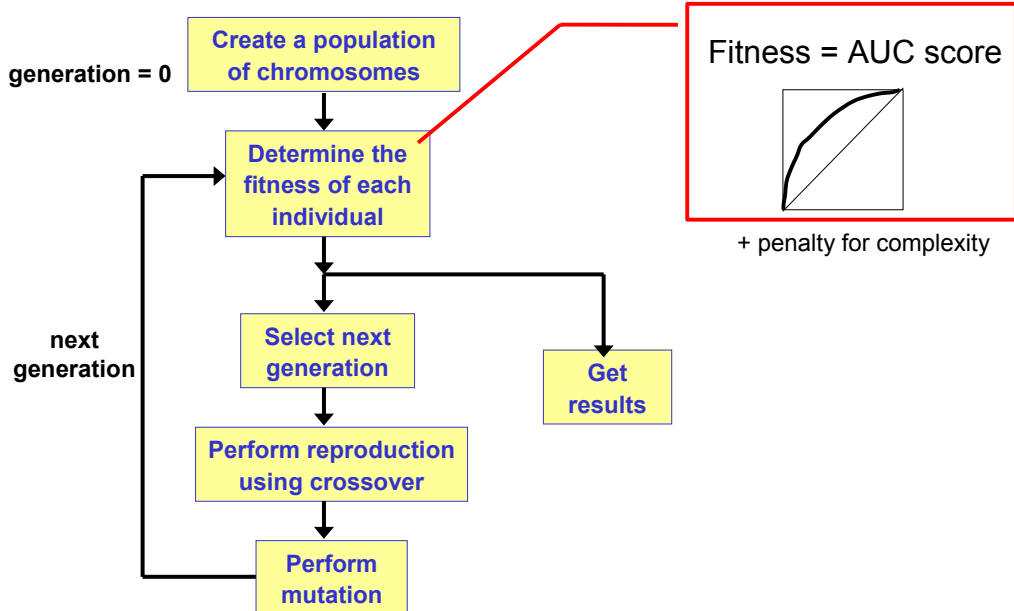 Create a population
of chromosomes
generation = 0
Fitness = AUC score
Determine the
fitness of each
individual
+ penalty for complexity
next
generation
Select next
generation
Get
results
Perform reproduction
using crossover
Perform
mutation